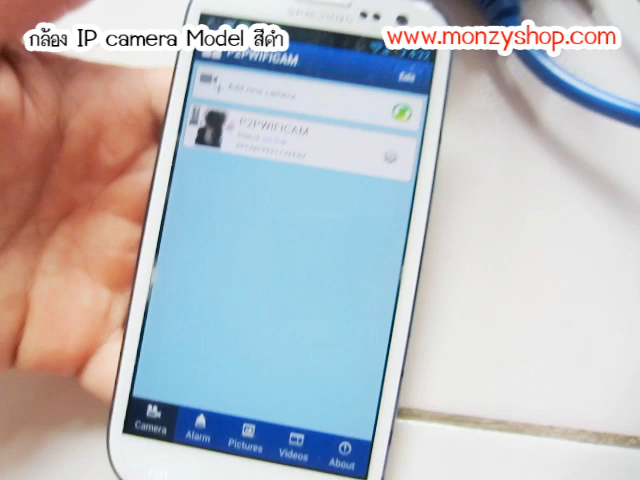 กล้อง IP camera Model สีดำ
www.monzyshop.com
SAMSUNG
P2PWIFICAM
Edit
Add new camera
P2PWIFICAM
Camera
Alarm
Pictures
Videos
About